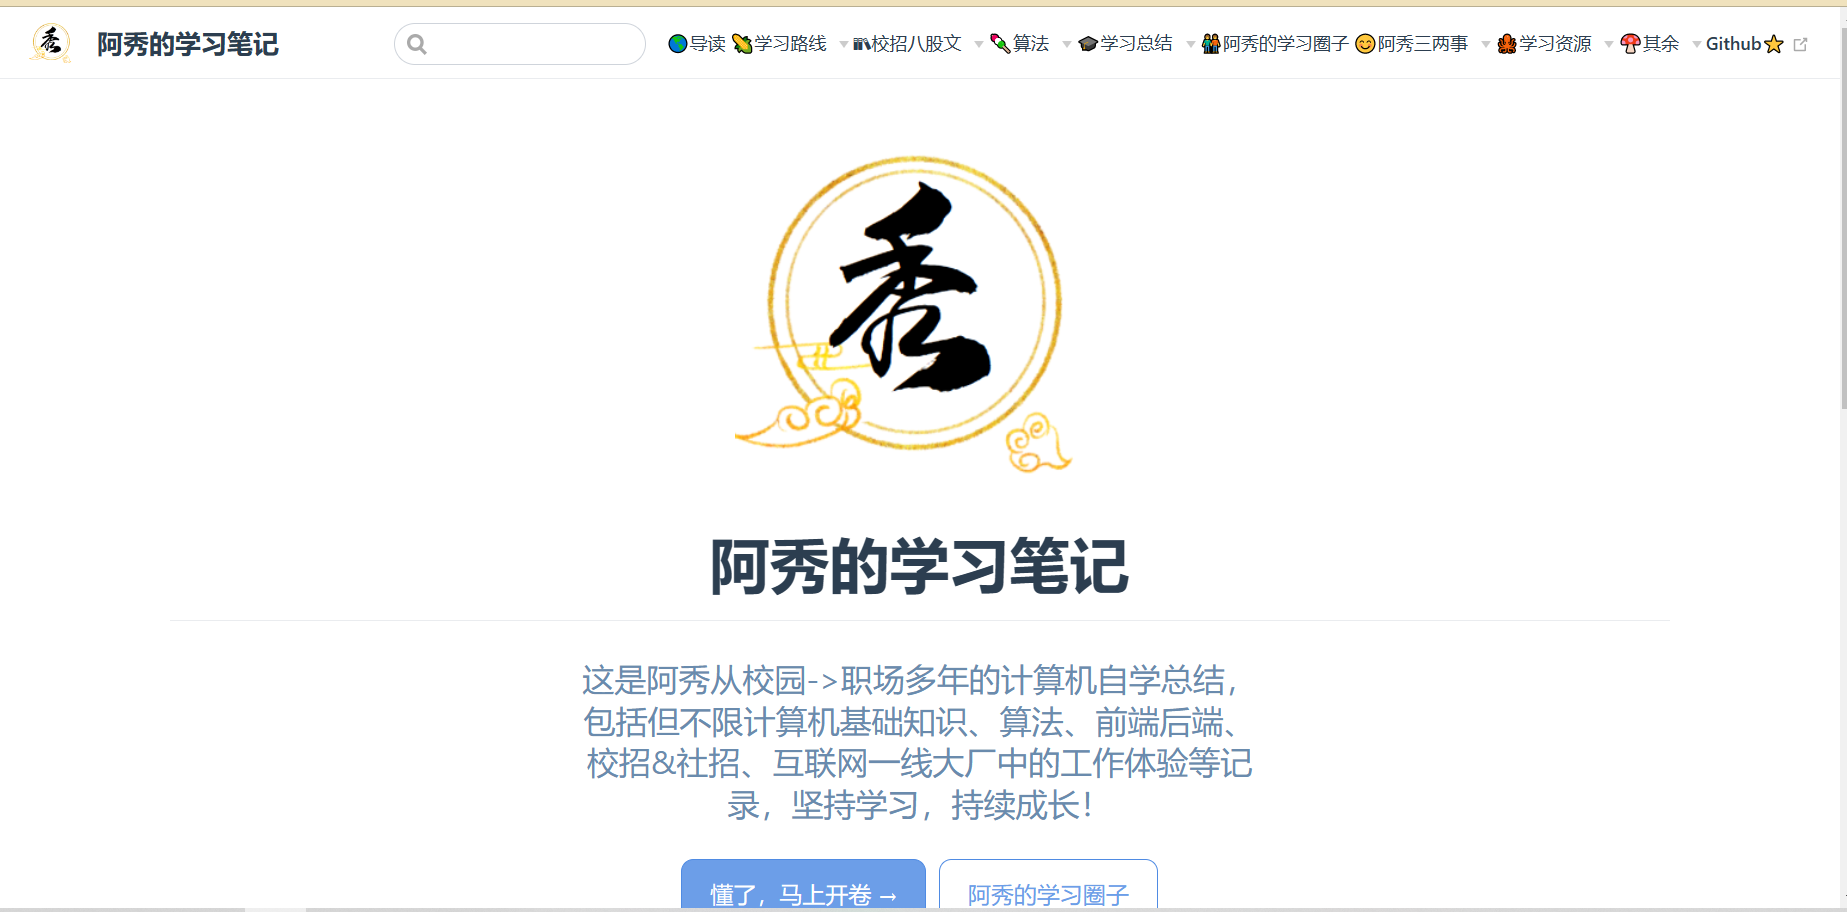 秀 阿秀的学习笔记 导读 学习路线 校招八股文 算法 学习总结 阿秀的学习圈子 阿秀三两事 学习资源 其余 Github
秀
阿秀的学习笔记
这是阿秀从校园->职场多年的计算机自学总结,
包括但不限计算机基础知识、算法、前端后端、
校招&社招、互联网一线大厂中的工作体验等记
录，坚持学习，持续成长！
懂了，马上开卷 → 阿秀的学习圈子